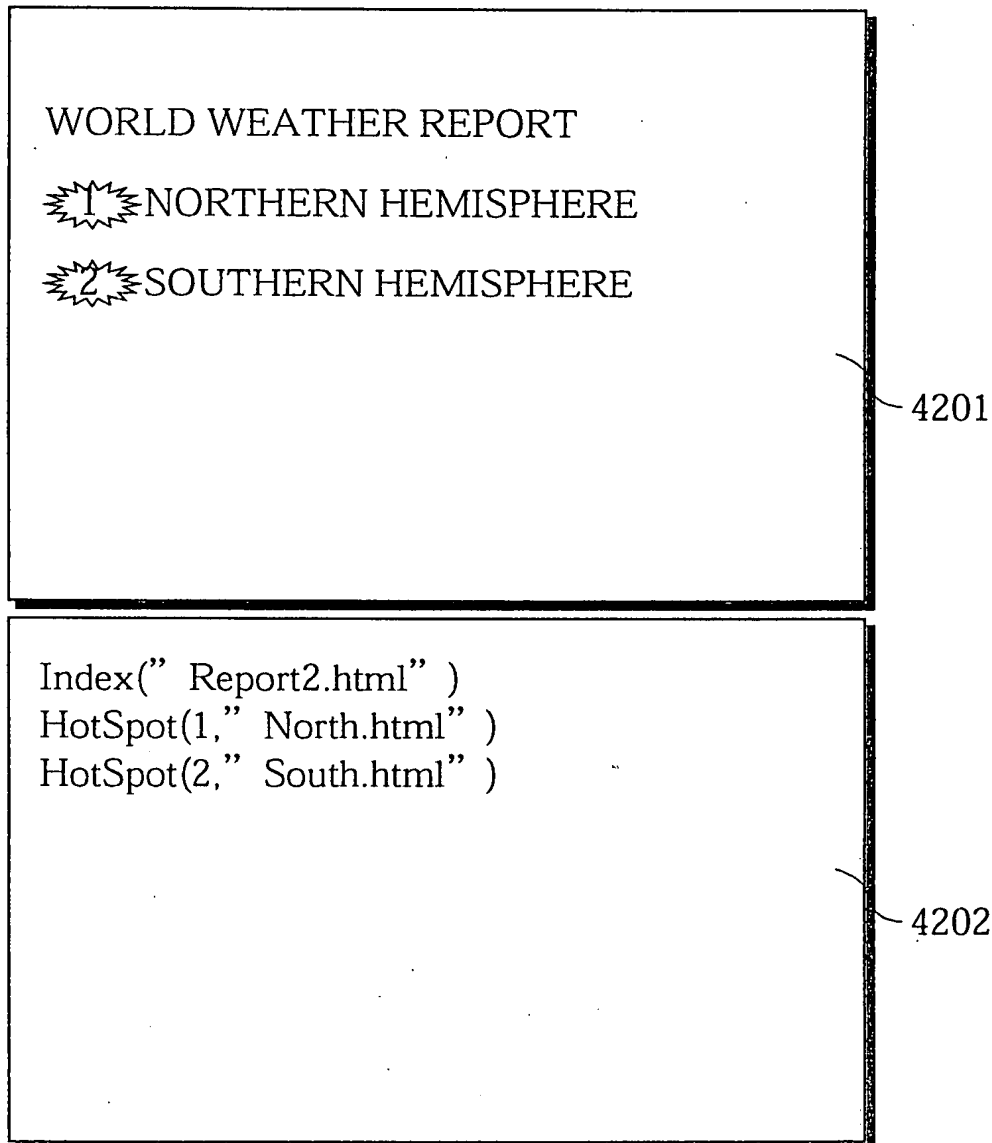 WORLD WEATHER REPORT
1 NORTHERN HEMISPHERE
2 SOUTHERN HEMISPHERE
4201
Index(” Report2.html” )
HotSpot(1,” North.html” )
HotSpot(2,” South.html” )
4202